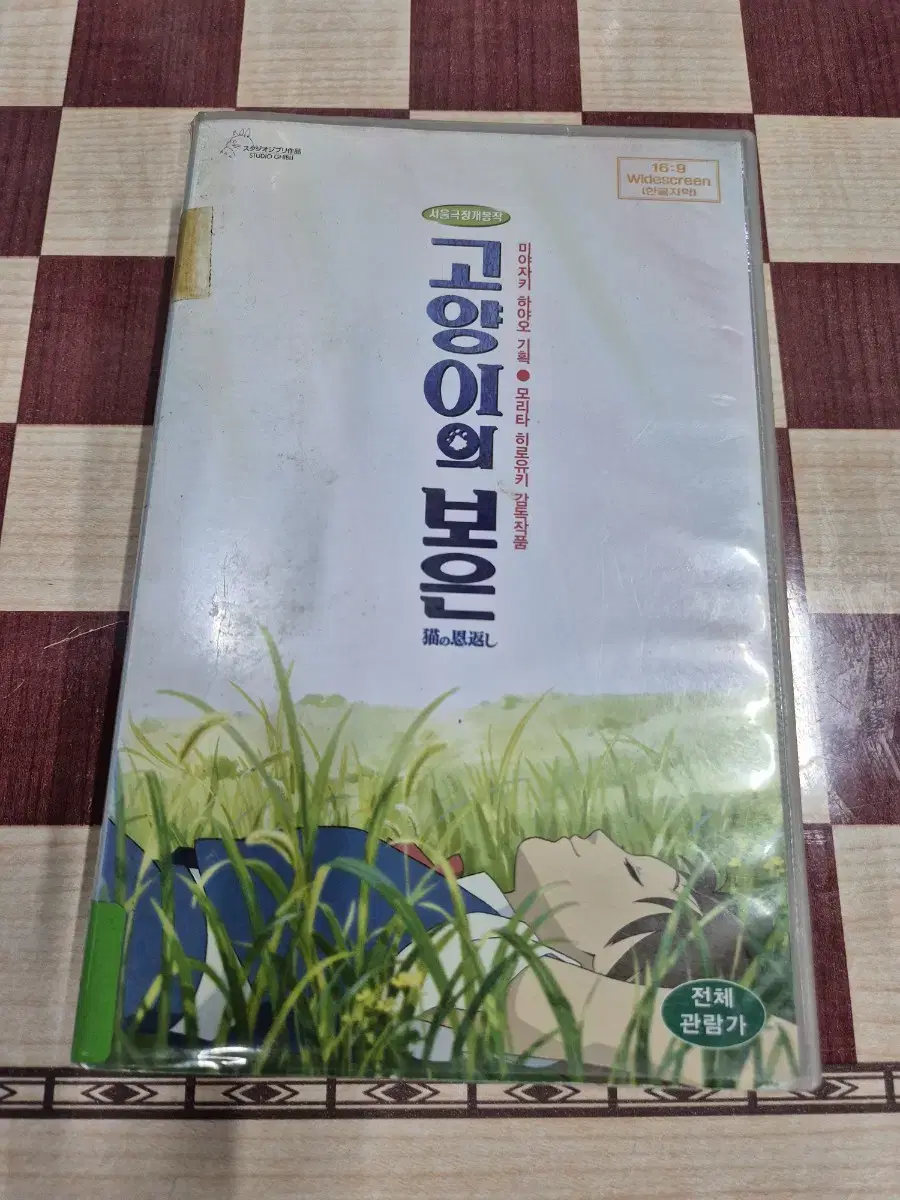 スタジオジブリ作品
STUDIO GHIBLI
16:9
Widescreen
(한글자막)
서울극장개봉작
고양이의 보은
미야자키 하야오 기획 ● 모리타 히로유키 감독작품
猫の恩返し
전체
관람가